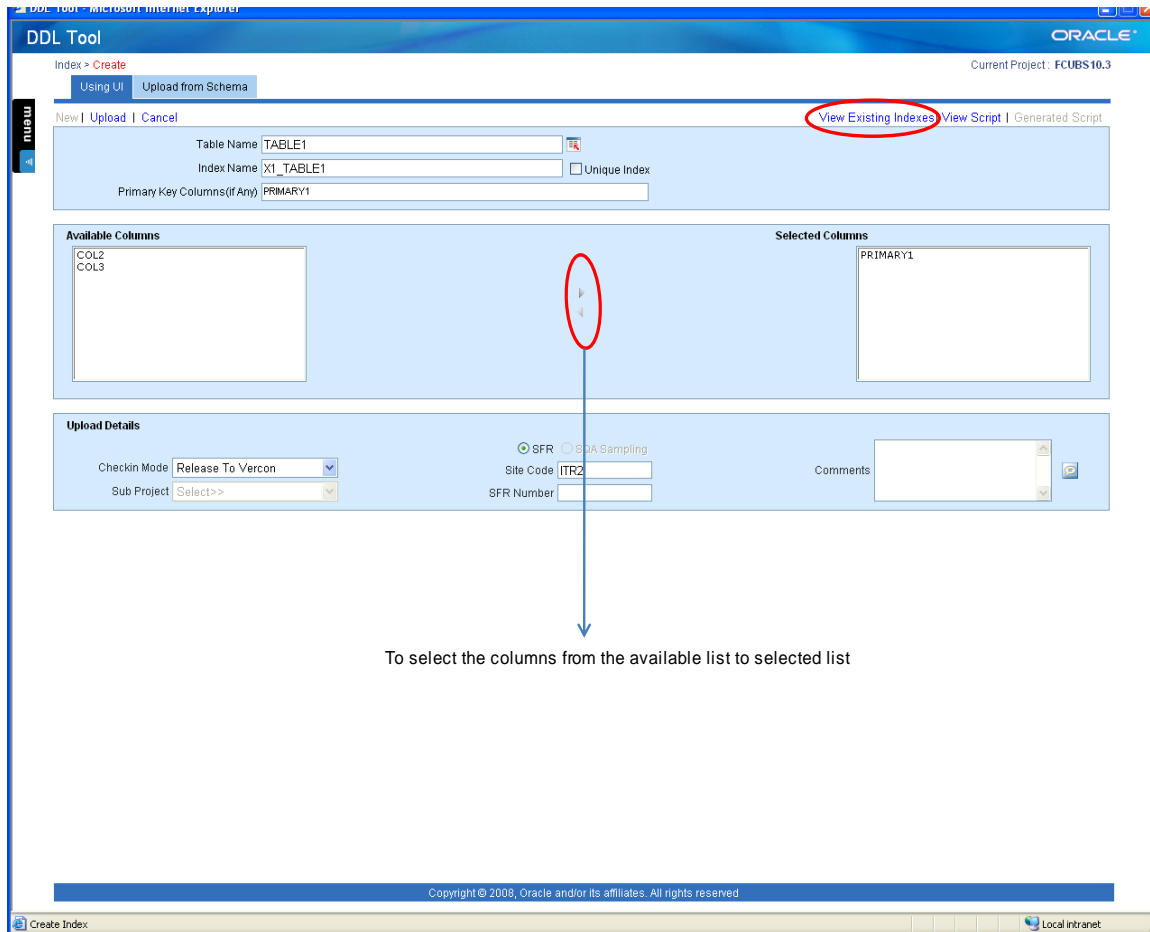 DDL Tool - Microsoft Internet Explorer
DDL Tool
ORACLE
Index > Create
Current Project : FCUBS10.3
Using UI
Upload from Schema
menu
New | Upload | Cancel
View Existing Indexes View Script | Generated Script
Table Name TABLE1
Index Name X1_TABLE1 Unique Index
Primary Key Columns(if Any) PRIMARY1
Available Columns
Selected Columns
COL2
COL3
PRIMARY1
Upload Details
SFR SQA Sampling
Checkin Mode Release To Vercon
Site Code ITR2
Comments
Sub Project Select>>
SFR Number
To select the columns from the available list to selected list
Copyright © 2008, Oracle and/or its affiliates. All rights reserved
Create Index
Local intranet